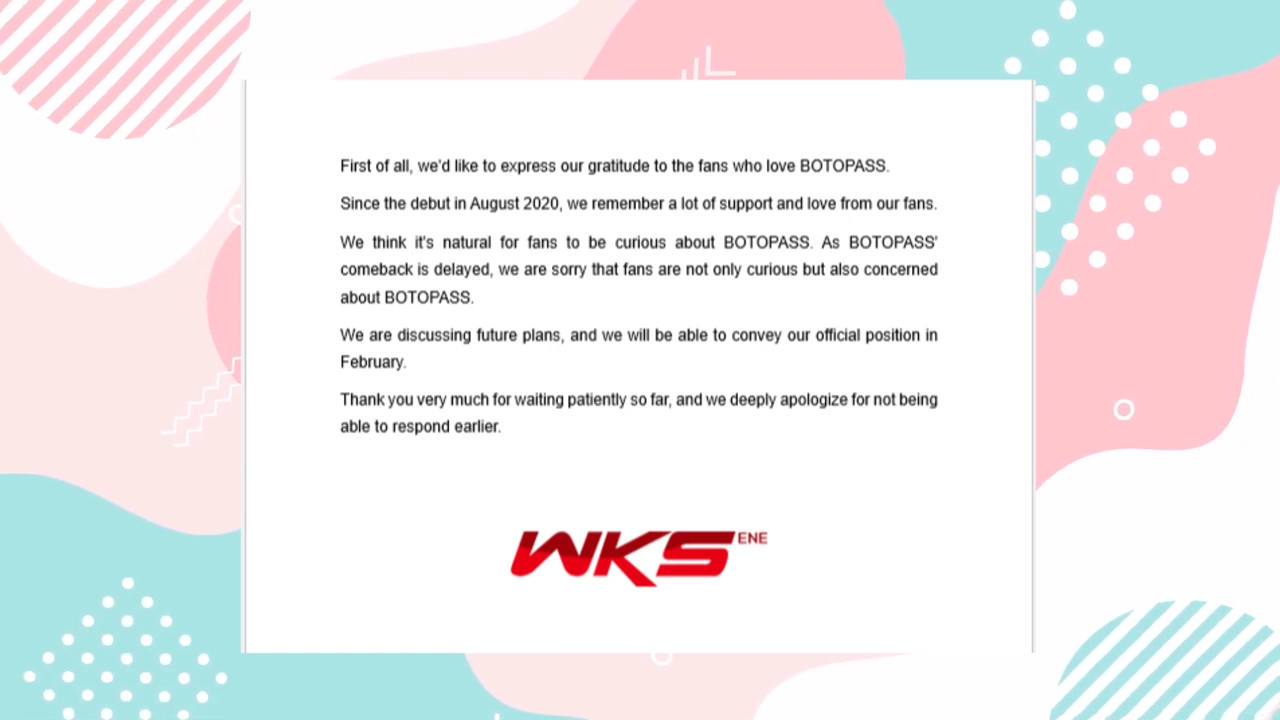 First of all, we'd like to express our gratitude to the fans who love BOTOPASS.
Since the debut in August 2020, we remember a lot of support and love from our fans.
We think it's natural for fans to be curious about BOTOPASS. As BOTOPASS'
comeback is delayed, we are sorry that fans are not only curious but also concerned
about BOTOPASS.
We are discussing future plans, and we will be able to convey our official position in
February.
Thank you very much for waiting patiently so far, and we deeply apologize for not being
able to respond earlier.
WKS ENE